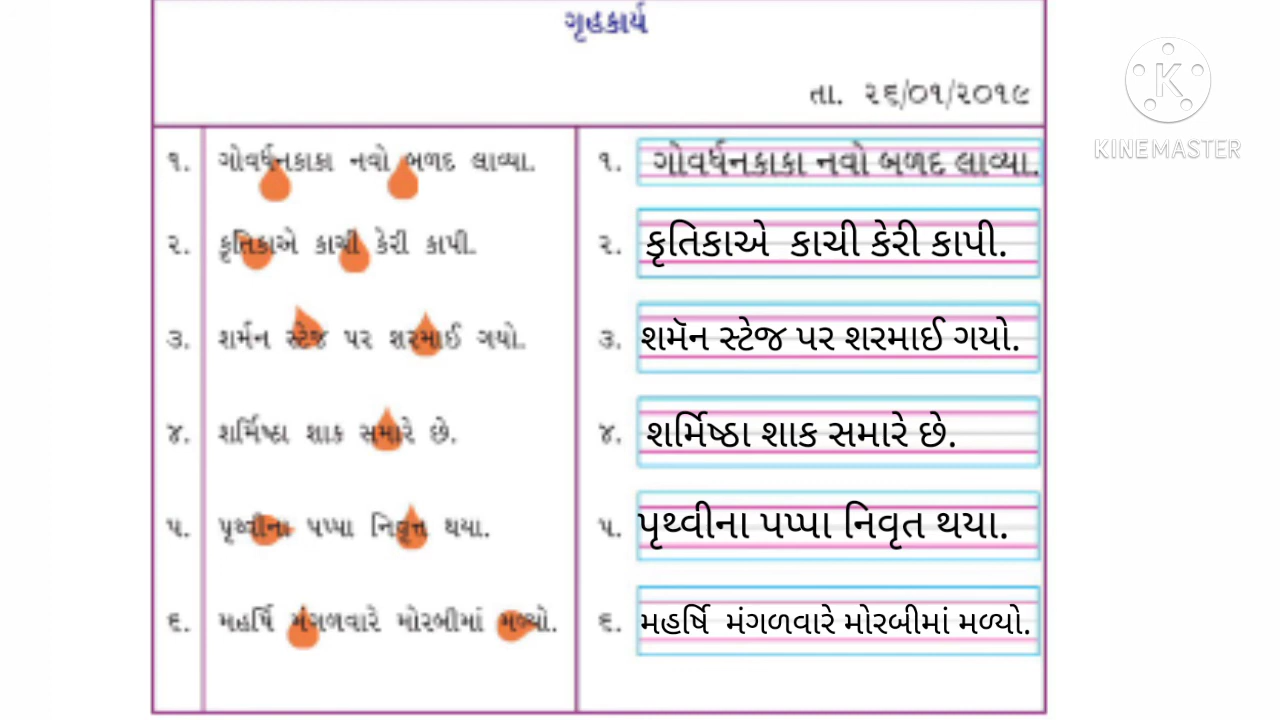 ગૃહકાર્ય
તા. ૨૬/૦૧/૨૦૧૯
KINEMASTER
૧. ગોવર્ધનકાકા નવો બળદ લાવ્યા.
૧. ગોવર્ધનકાકા નવો બળદ લાવ્યા.
૨. કૃતિકાએ કાચી કેરી કાપી.
૨. કૃતિકાએ કાચી કેરી કાપી.
૩. શર્મન સ્ટેજ પર શરમાઈ ગયો.
૩. શમૅન સ્ટેજ પર શરમાઈ ગયો.
૪. શર્મિષ્ઠા શાક સમારે છે.
૪. શર્મિષ્ઠા શાક સમારે છે.
૫. પૃથ્વીના પપ્પા નિવૃત્ત થયા.
૫. પૃથ્વીના પપ્પા નિવૃત થયા.
૬. મહર્ષિ મંગળવારે મોરબીમાં મળ્યો.
૬. મહર્ષિ મંગળવારે મોરબીમાં મળ્યો.